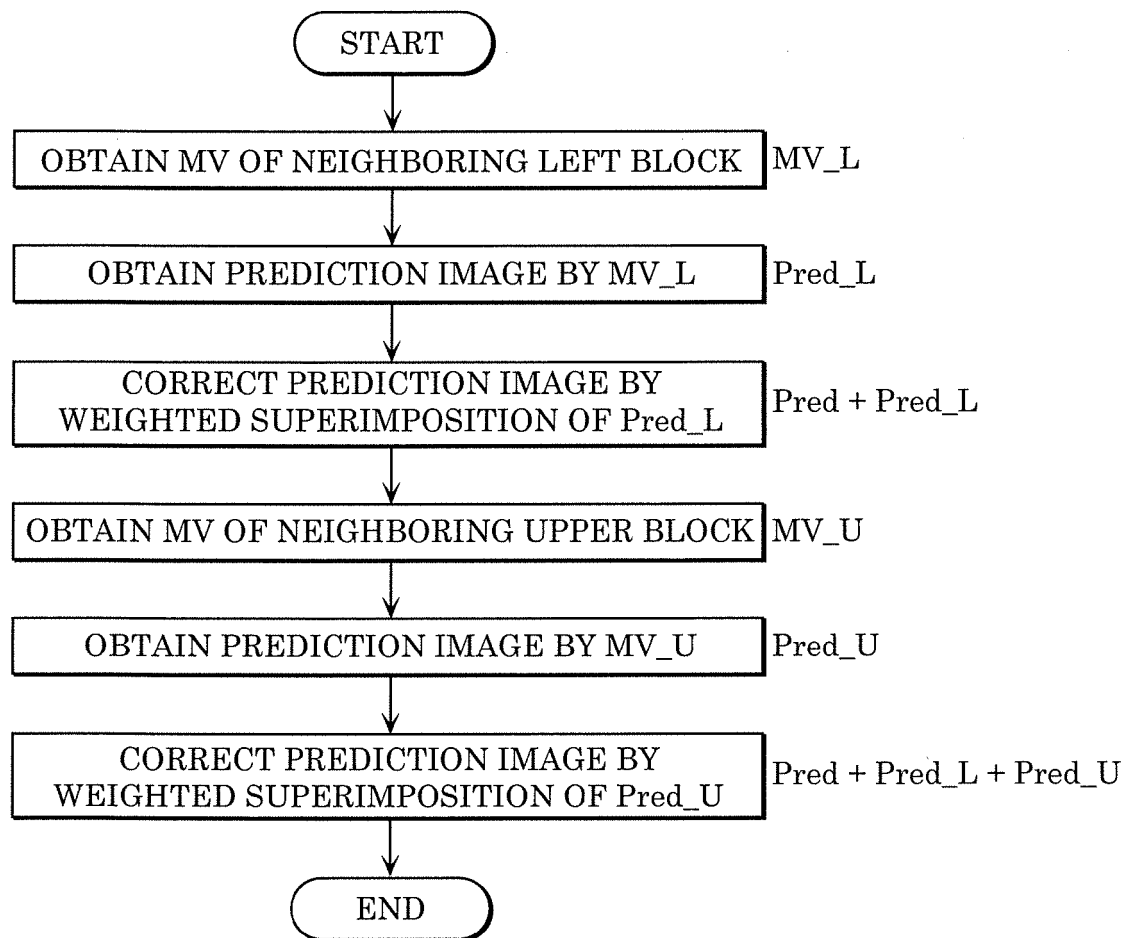 START
OBTAIN MV OF NEIGHBORING LEFT BLOCK MV_L
OBTAIN PREDICTION IMAGE BY MV_L Pred_L
CORRECT PREDICTION IMAGE BY
WEIGHTED SUPERIMPOSITION OF Pred_L
Pred + Pred_L
OBTAIN MV OF NEIGHBORING UPPER BLOCK MV_U
OBTAIN PREDICTION IMAGE BY MV_U Pred_U
CORRECT PREDICTION IMAGE BY
WEIGHTED SUPERIMPOSITION OF Pred_U
Pred + Pred_L + Pred_U
END